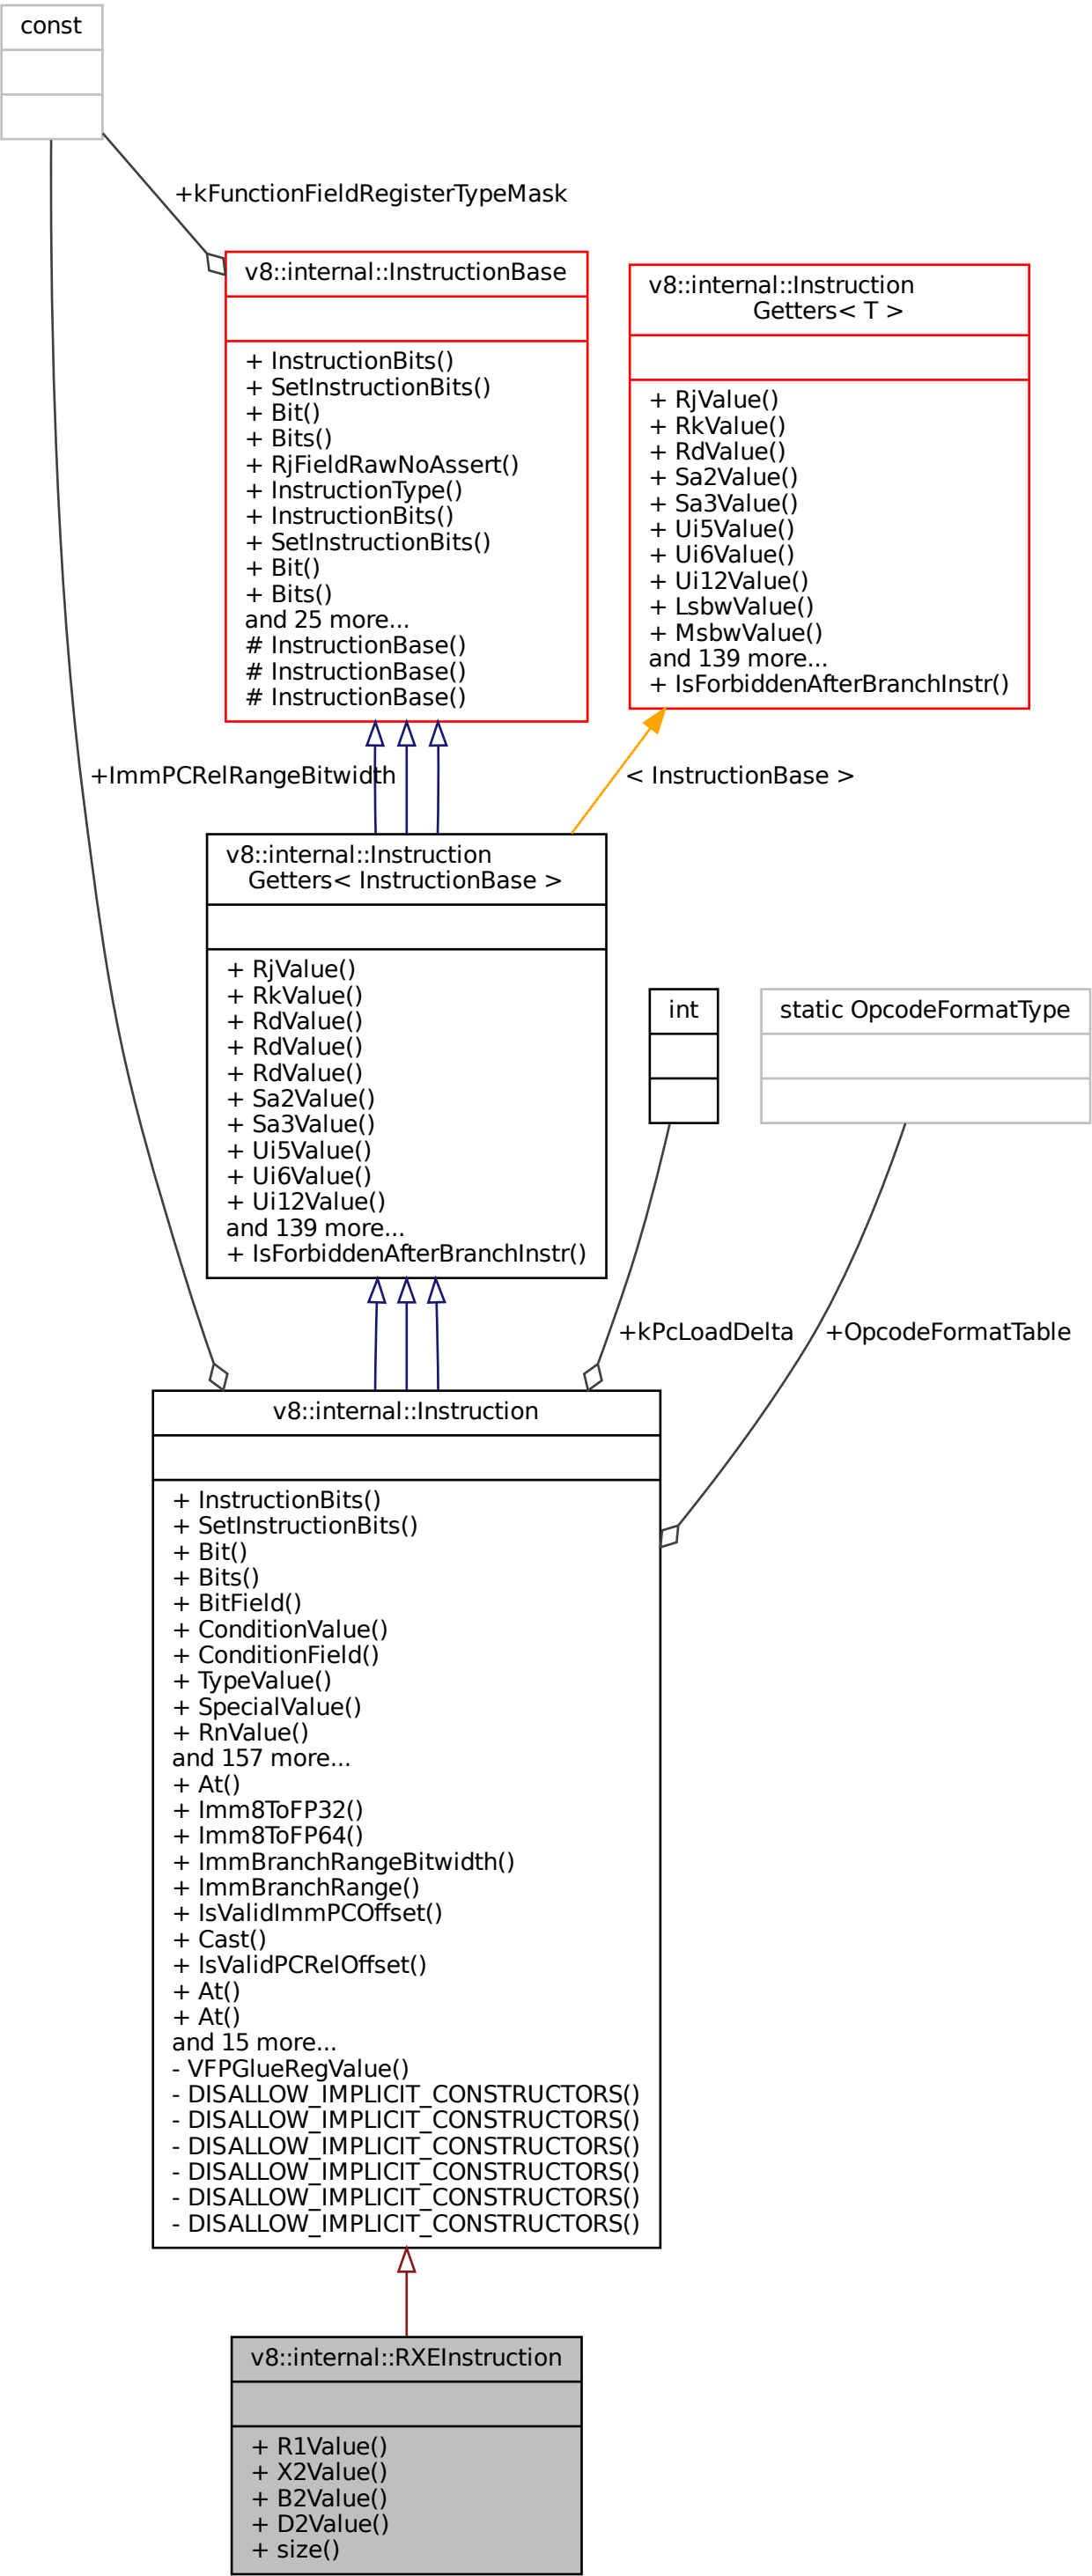 const
+kFunctionFieldRegisterTypeMask
v8::internal::InstructionBase
+ InstructionBits()
+ SetInstructionBits()
+ Bit()
+ Bits()
+ RjFieldRawNoAssert()
+ InstructionType()
+ InstructionBits()
+ SetInstructionBits()
+ Bit()
+ Bits()
and 25 more...
# InstructionBase()
# InstructionBase()
# InstructionBase()
v8::internal::Instruction
Getters< T >
+ RjValue()
+ RkValue()
+ RdValue()
+ Sa2Value()
+ Sa3Value()
+ Ui5Value()
+ Ui6Value()
+ Ui12Value()
+ LsbwValue()
+ MsbwValue()
and 139 more...
+ IsForbiddenAfterBranchInstr()
+ImmPCRelRangeBitwidth
< InstructionBase >
v8::internal::Instruction
Getters< InstructionBase >
+ RjValue()
+ RkValue()
+ RdValue()
+ RdValue()
+ RdValue()
+ Sa2Value()
+ Sa3Value()
+ Ui5Value()
+ Ui6Value()
+ Ui12Value()
and 139 more...
+ IsForbiddenAfterBranchInstr()
int
static OpcodeFormatType
+kPcLoadDelta
+OpcodeFormatTable
v8::internal::Instruction
+ InstructionBits()
+ SetInstructionBits()
+ Bit()
+ Bits()
+ BitField()
+ ConditionValue()
+ ConditionField()
+ TypeValue()
+ SpecialValue()
+ RnValue()
and 157 more...
+ At()
+ Imm8ToFP32()
+ Imm8ToFP64()
+ ImmBranchRangeBitwidth()
+ ImmBranchRange()
+ IsValidImmPCOffset()
+ Cast()
+ IsValidPCRelOffset()
+ At()
+ At()
and 15 more...
- VFPGlueRegValue()
- DISALLOW_IMPLICIT_CONSTRUCTORS()
- DISALLOW_IMPLICIT_CONSTRUCTORS()
- DISALLOW_IMPLICIT_CONSTRUCTORS()
- DISALLOW_IMPLICIT_CONSTRUCTORS()
- DISALLOW_IMPLICIT_CONSTRUCTORS()
- DISALLOW_IMPLICIT_CONSTRUCTORS()
v8::internal::RXEInstruction
+ R1Value()
+ X2Value()
+ B2Value()
+ D2Value()
+ size()